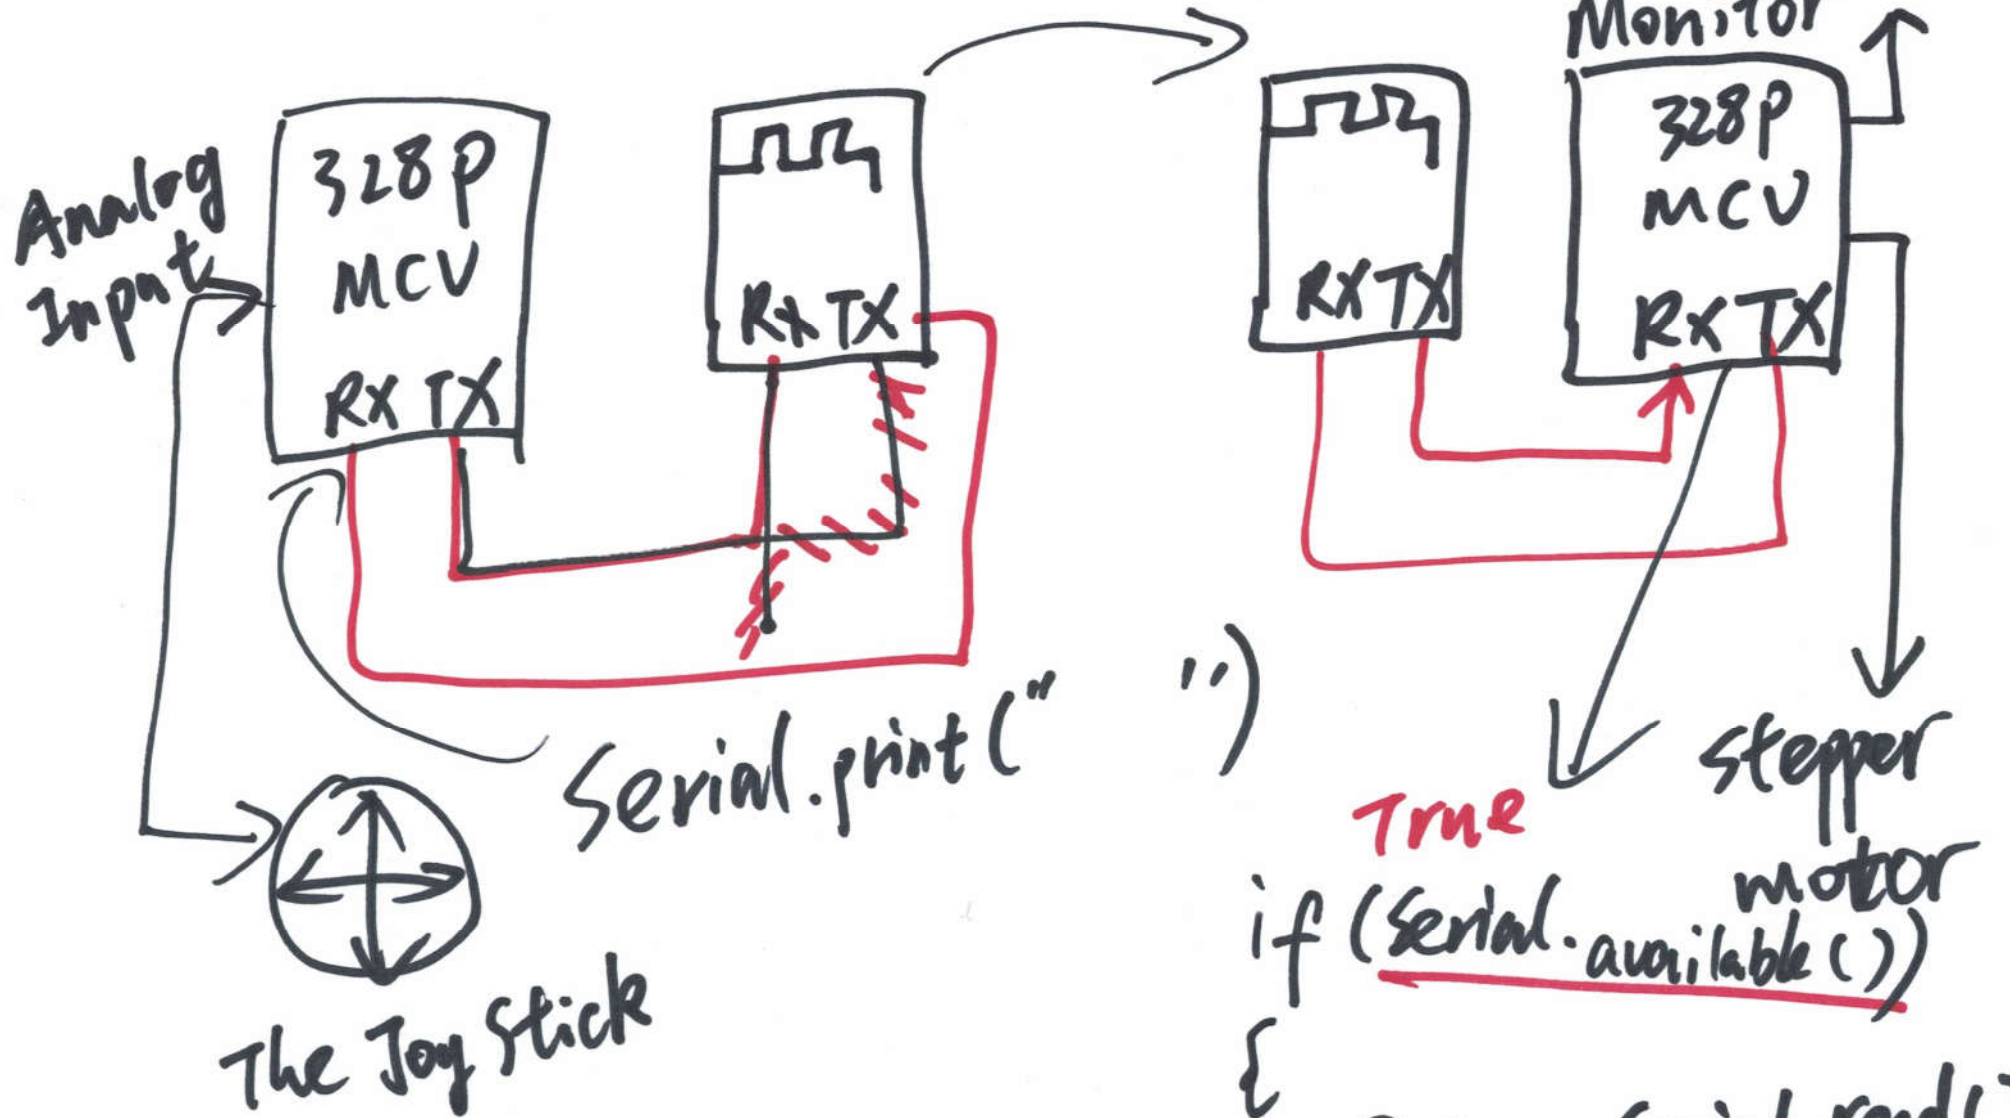 Monitor
328P
MCU
RX TX
RX TX
328P
MCU
RX TX
RX TX
Analog
Input
Serial.print(" ")
The Joy Stick
stepper
motor
True
if (Serial.available())
{